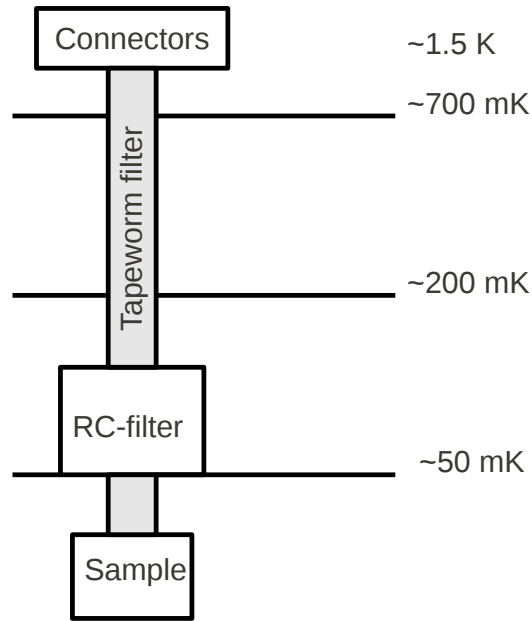 Connectors
~1.5 K
~700 mK
Tapeworm filter
~200 mK
RC-filter
~50 mK
Sample